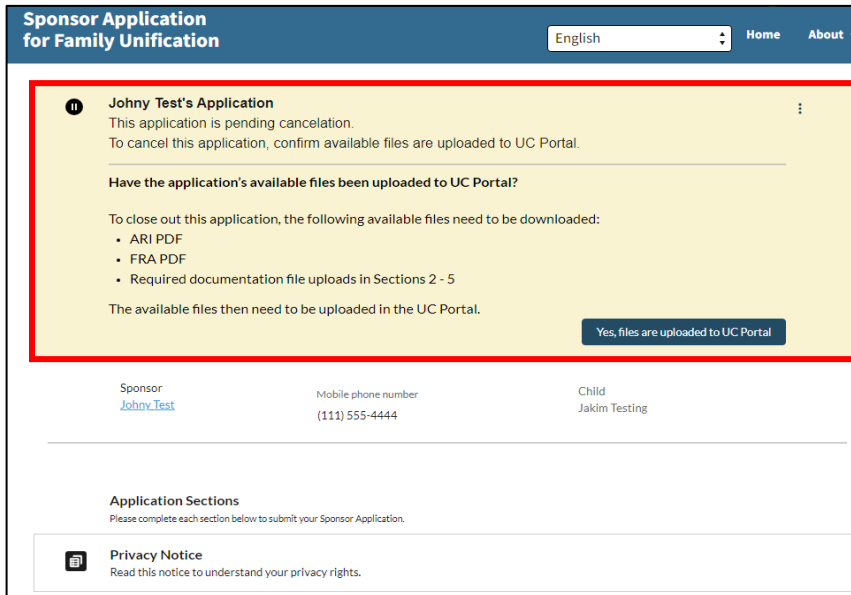 Sponsor Application
for Family Unification
English
Home
About
Johny Test's Application
This application is pending cancelation.
To cancel this application, confirm available files are uploaded to UC Portal.
Have the application's available files been uploaded to UC Portal?
To close out this application, the following available files need to be downloaded:
• ARI PDF
• FRA PDF
• Required documentation file uploads in Sections 2 - 5
The available files then need to be uploaded in the UC Portal.
Yes, files are uploaded to UC Portal
Sponsor
Johny Test
Mobile phone number
(111) 555-4444
Child
Jakim Testing
Application Sections
Please complete each section below to submit your Sponsor Application.
Privacy Notice
Read this notice to understand your privacy rights.